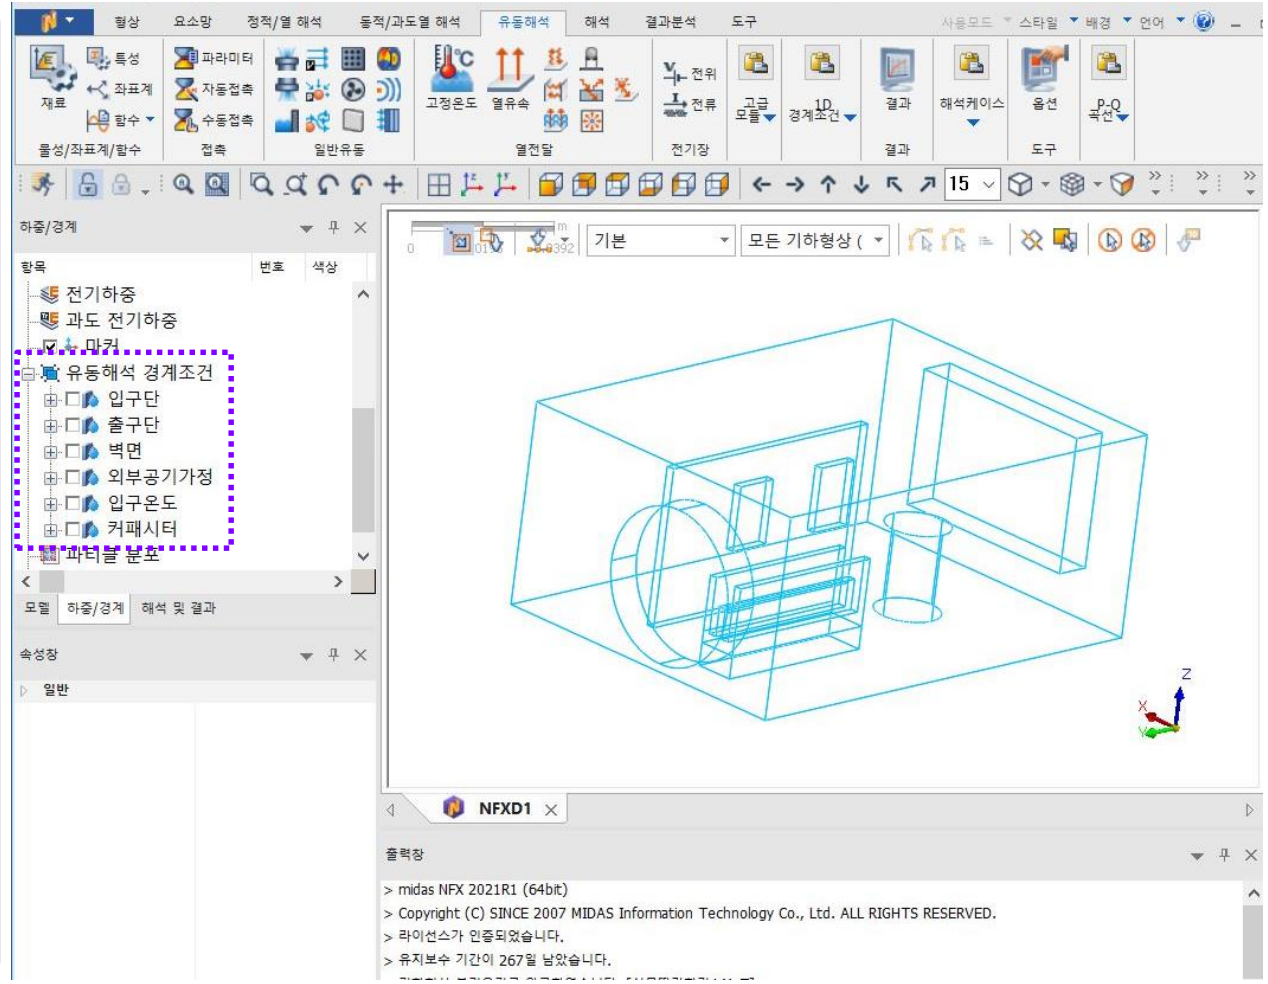 형상 요소망 정적/열 해석 동적/과도열 해석 유동해석 해석 결과분석 도구 사용모드 스타일 배경 언어
재료 특성 좌표계 함수 파라미터 자동접촉 수동접촉 고정온도 열유속 전위 전류 고급 모듈 1D 경계조건 결과 해석케이스 옵션 P-Q 곡선
물성/좌표계/함수 접촉 일반유동 열전달 전기장 결과 도구
15
하중/경계
항목 번호 색상
전기하중
과도 전기하중
마커
유동해석 경계조건
입구단
출구단
벽면
외부공기가정
입구온도
커패시터
파티클 분포
모델 하중/경계 해석 및 결과
속성창
일반
0 m
기본 모든 기하형상 (
Z
X
Y
NFXD1
출력창
> midas NFX 2021R1 (64bit)
> Copyright (C) SINCE 2007 MIDAS Information Technology Co., Ltd. ALL RIGHTS RESERVED.
> 라이선스가 인증되었습니다.
> 유지보수 기간이 267일 남았습니다.